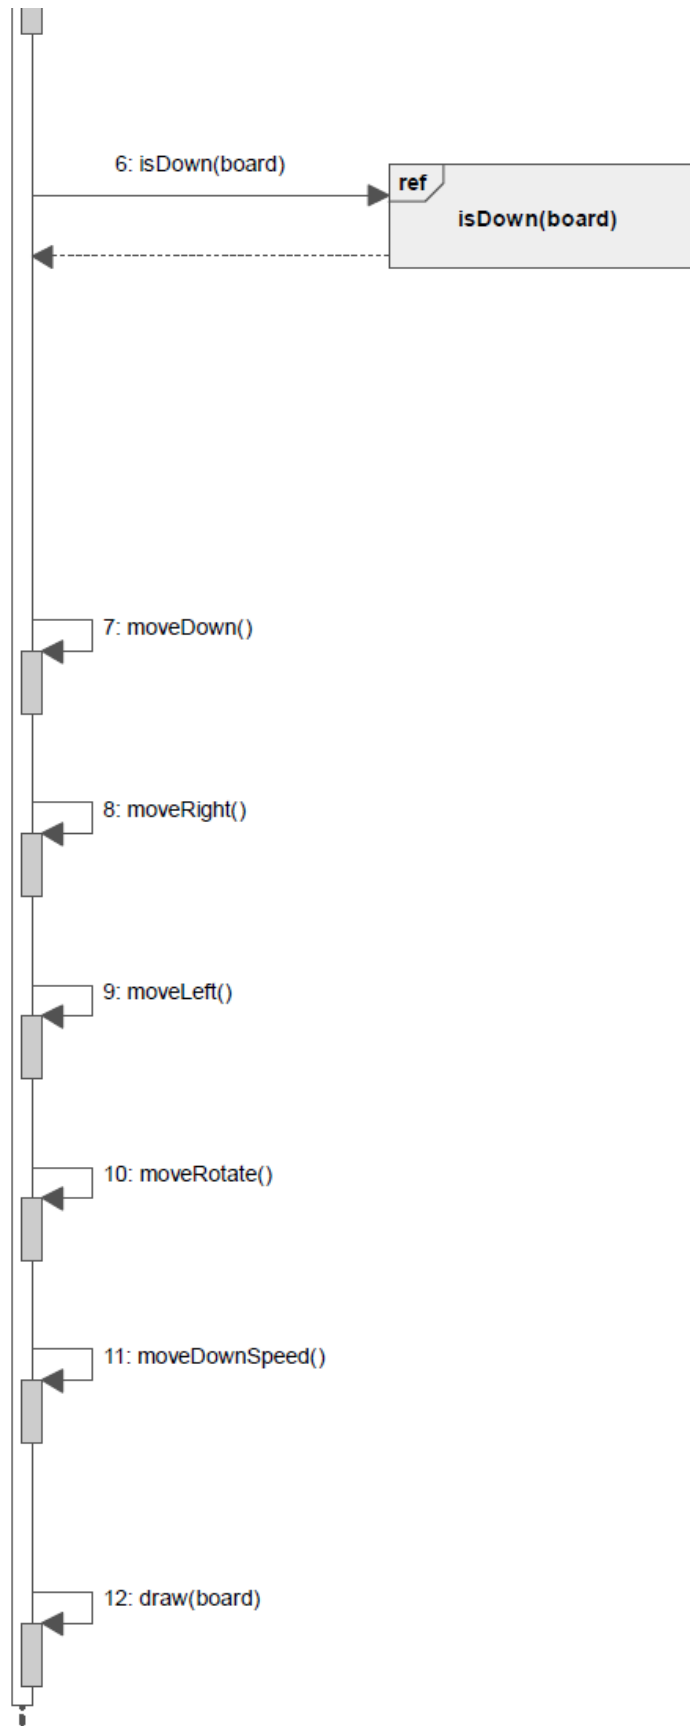 6: isDown(board)
ref
isDown(board)
7: moveDown()
8: moveRight()
9: moveLeft()
10: moveRotate()
11: moveDownSpeed()
12: draw(board)